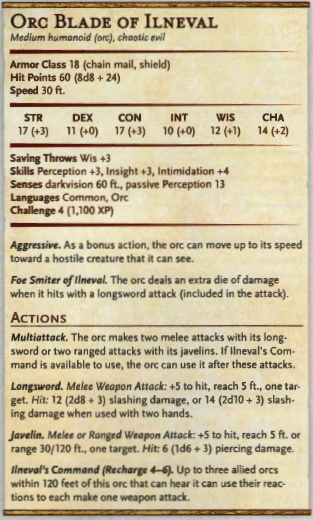 ORC BLADE OF ILNEVAL
Medium humanoid (orc), chaotic evil
Armor Class 18 (chain mail, shield)
Hit Points 60 (8d8 + 24)
Speed 30 ft.
STR DEX CON INT WIS CHA
17 (+3) 11 (+0) 17 (+3) 10 (+0) 12 (+1) 14 (+2)
Saving Throws Wis +3
Skills Perception +3, Insight +3, Intimidation +4
Senses darkvision 60 ft., passive Perception 13
Languages Common, Orc
Challenge 4 (1,100 XP)
Aggressive. As a bonus action, the orc can move up to its speed
toward a hostile creature that it can see.
Foe Smiter of Ilneval. The orc deals an extra die of damage
when it hits with a longsword attack (included in the attack).
ACTIONS
Multiattack. The orc makes two melee attacks with its long-
sword or two ranged attacks with its javelins. If Ilneval's Com-
mand is available to use, the orc can use it after these attacks.
Longsword. Melee Weapon Attack: +5 to hit, reach 5 ft., one tar-
get. Hit: 12 (2d8 + 3) slashing damage, or 14 (2d10 + 3) slash-
ing damage when used with two hands.
Javelin. Melee or Ranged Weapon Attack: +5 to hit, reach 5 ft. or
range 30/120 ft., one target. Hit: 6 (1d6 + 3) piercing damage.
Ilneval's Command (Recharge 4–6). Up to three allied orcs
within 120 feet of this orc that can hear it can use their reac-
tions to each make one weapon attack.